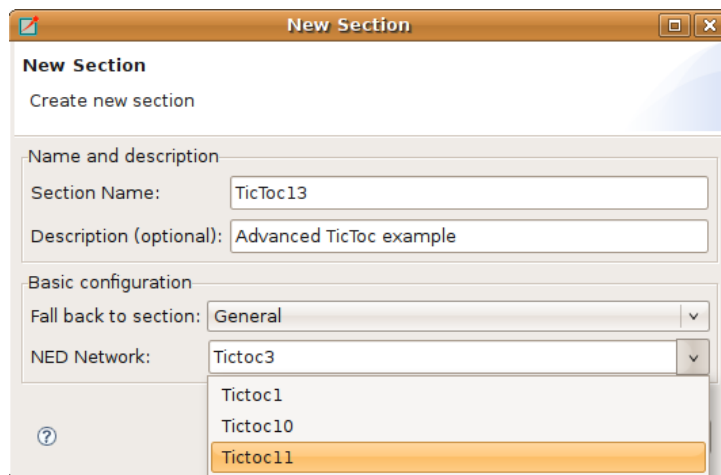 New Section
New Section
Create new section
Name and description
Section Name: TicToc13
Description (optional): Advanced TicToc example
Basic configuration
Fall back to section: General
NED Network: Tictoc3
Tictoc1
Tictoc10
Tictoc11